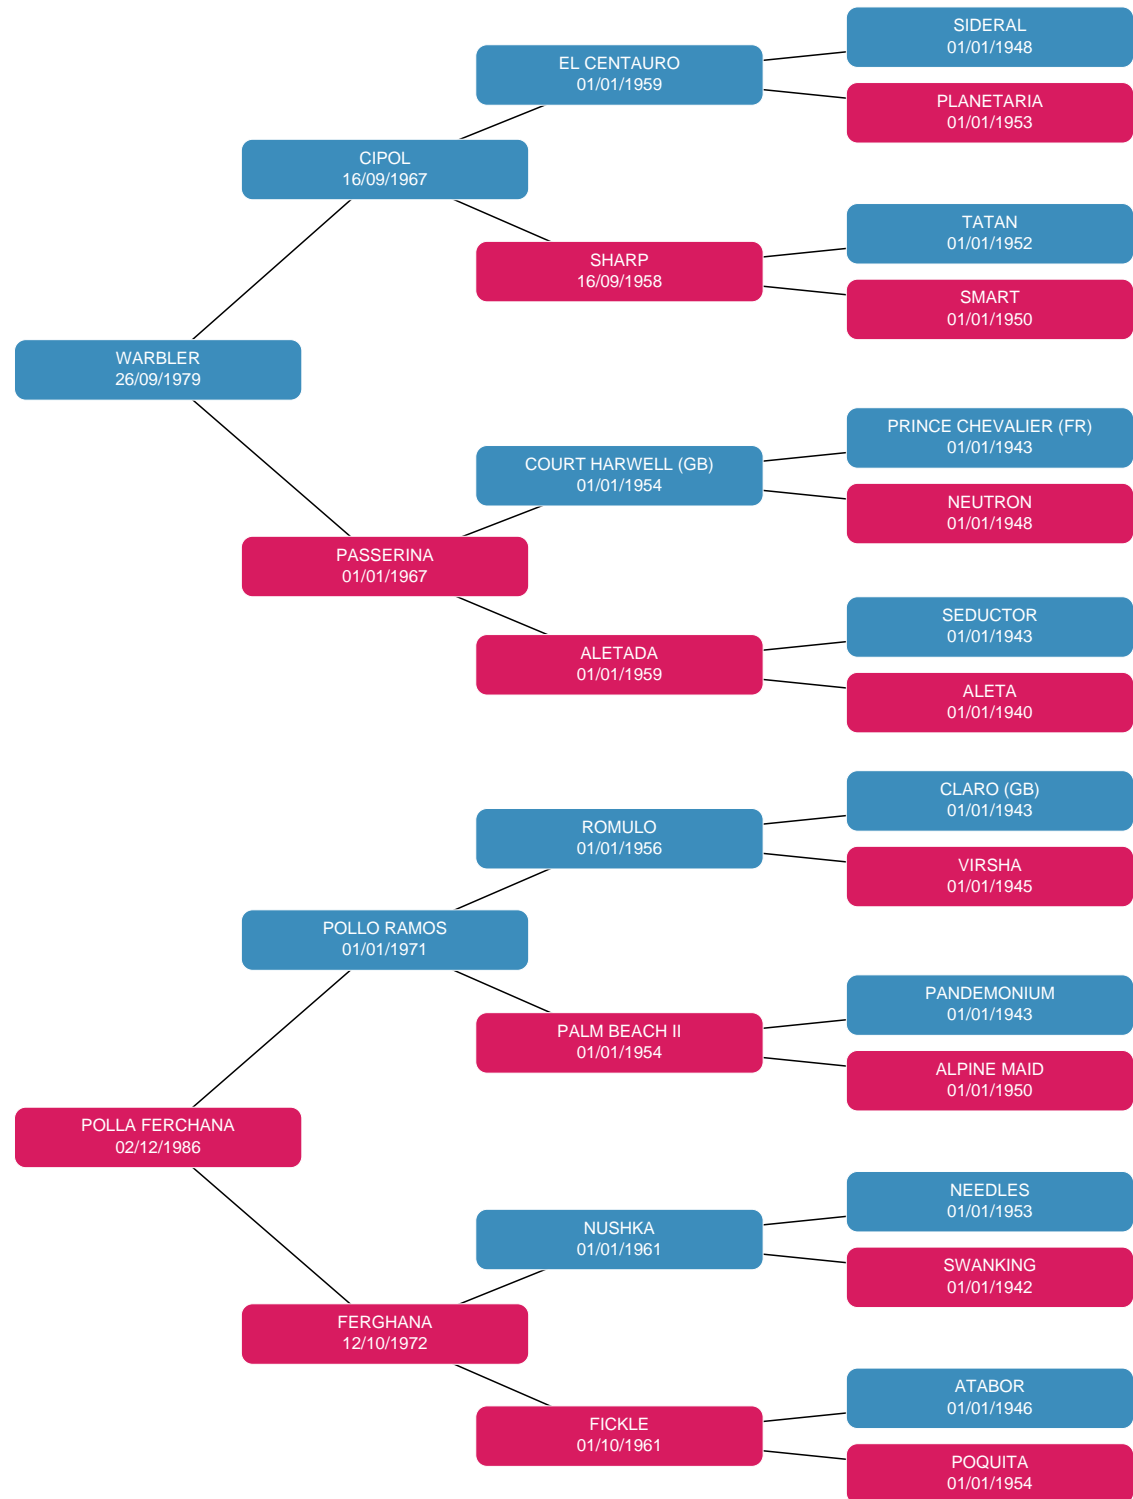 SIDERAL
01/01/1948
EL CENTAURO
01/01/1959
PLANETARIA
01/01/1953
CIPOL
16/09/1967
TATAN
01/01/1952
SHARP
16/09/1958
SMART
01/01/1950
WARBLER
26/09/1979
PRINCE CHEVALIER (FR)
01/01/1943
COURT HARWELL (GB)
01/01/1954
NEUTRON
01/01/1948
PASSERINA
01/01/1967
SEDUCTOR
01/01/1943
ALETADA
01/01/1959
ALETA
01/01/1940
CLARO (GB)
01/01/1943
ROMULO
01/01/1956
VIRSHA
01/01/1945
POLLO RAMOS
01/01/1971
PANDEMONIUM
01/01/1943
PALM BEACH II
01/01/1954
ALPINE MAID
01/01/1950
POLLA FERCHANA
02/12/1986
NEEDLES
01/01/1953
NUSHKA
01/01/1961
SWANKING
01/01/1942
FERGHANA
12/10/1972
ATABOR
01/01/1946
FICKLE
01/10/1961
POQUITA
01/01/1954